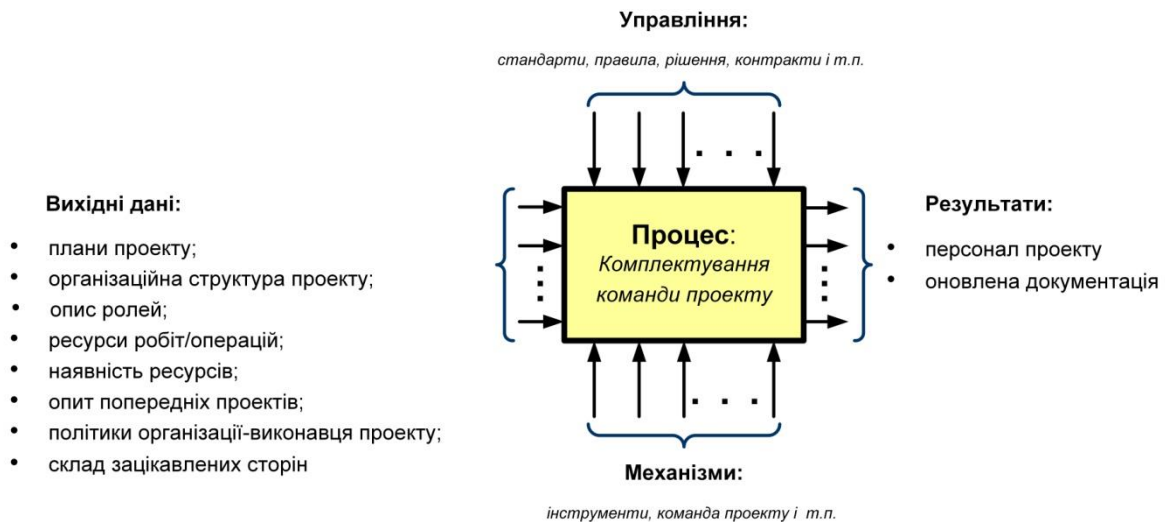 Управління:
стандарти, правила, рішення, контракти і т.п.
Вихідні дані:
• плани проекту;
• організаційна структура проекту;
• опис ролей;
• ресурси робіт/операцій;
• наявність ресурсів;
• опит попередніх проектів;
• політики організації-виконавця проекту;
• склад зацікавлених сторін
Процес:
Комплектування
команди проекту
Результати:
• персонал проекту
• оновлена документація
Механізми:
інструменти, команда проекту і т.п.